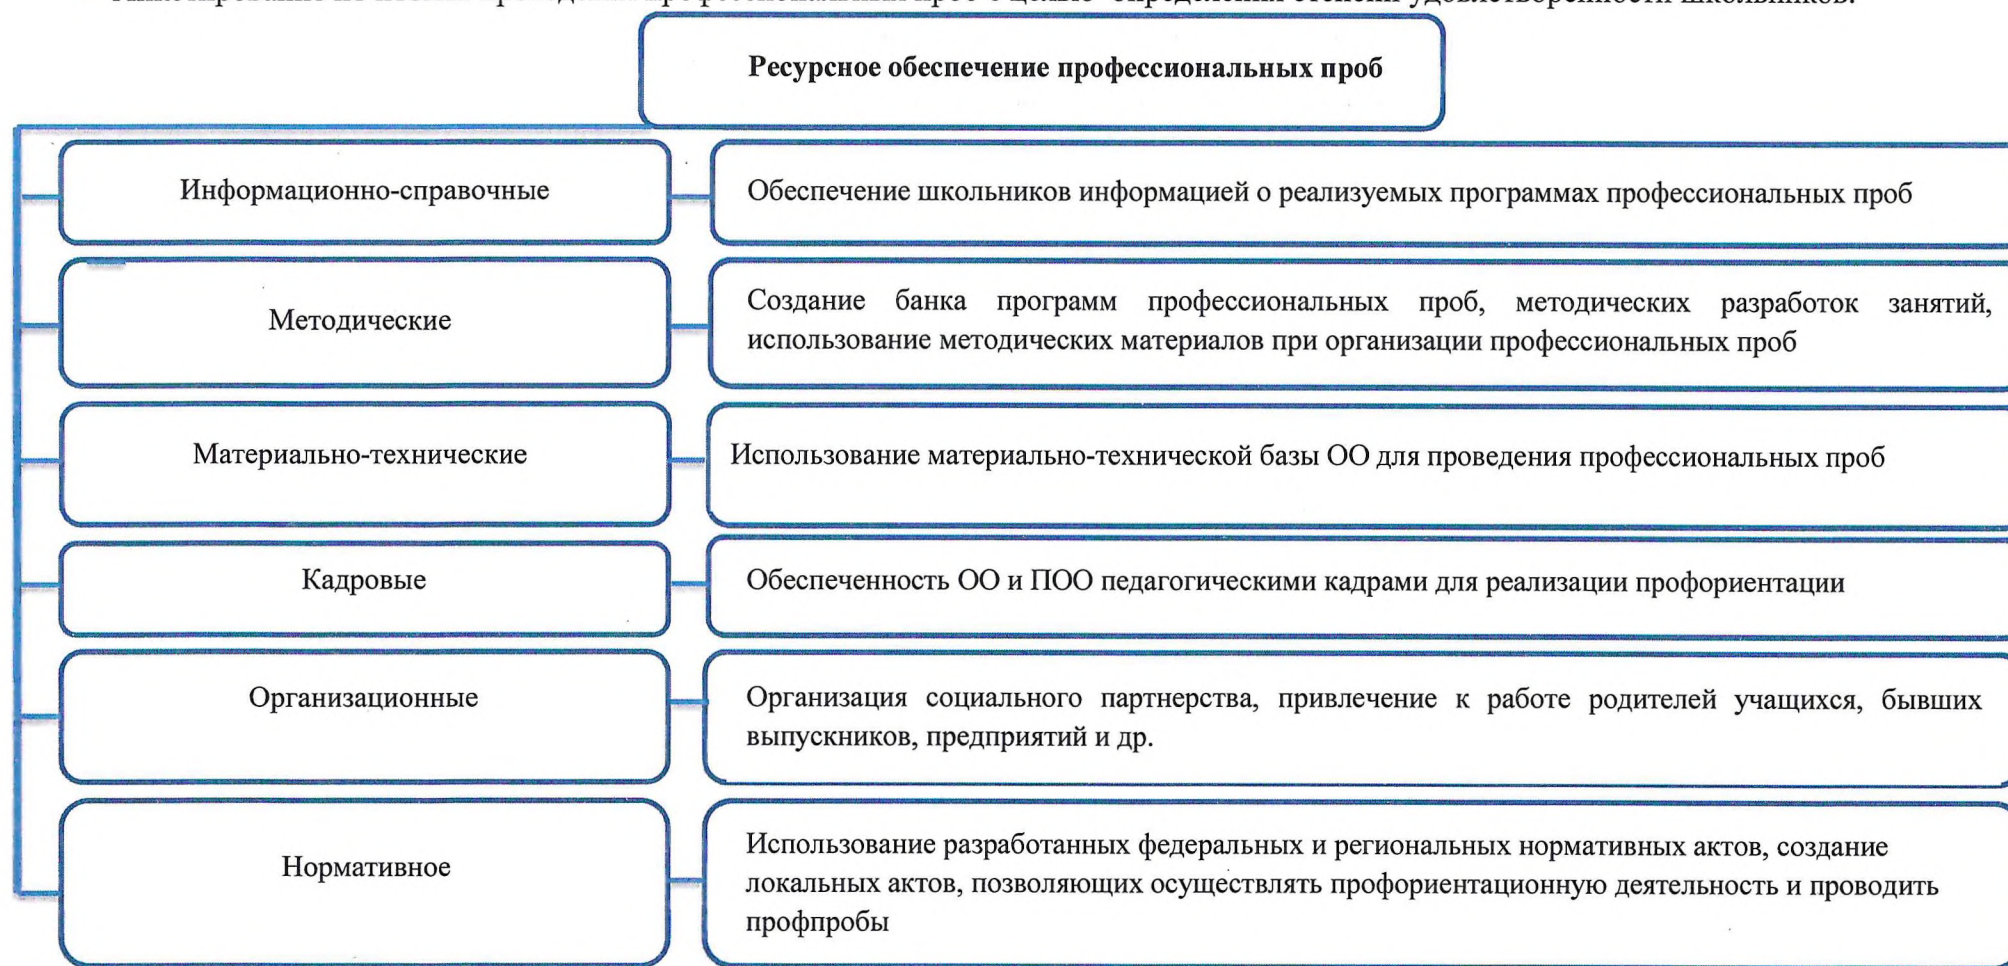 Ресурсное обеспечение профессиональных проб
Информационно-справочные
Обеспечение школьников информацией о реализуемых программах профессиональных проб
Методические
Создание банка программ профессиональных проб, методических разработок занятий,
использование методических материалов при организации профессиональных проб
Материально-технические
Использование материально-технической базы ОО для проведения профессиональных проб
Кадровые
Обеспеченность ОО и ПОО педагогическими кадрами для реализации профориентации
Организационные
Организация социального партнерства, привлечение к работе родителей учащихся, бывших
выпускников, предприятий и др.
Нормативное
Использование разработанных федеральных и региональных нормативных актов, создание
локальных актов, позволяющих осуществлять профориентационную деятельность и проводить
профпробы